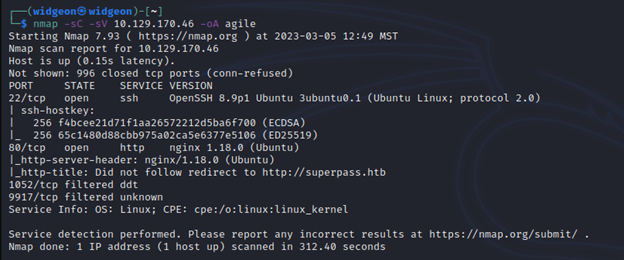 (widgeon㉿widgeon)-[~]
$ nmap -sC -sV 10.129.170.46 -oA agile
Starting Nmap 7.93 ( https://nmap.org ) at 2023-03-05 12:49 MST
Nmap scan report for 10.129.170.46
Host is up (0.15s latency).
Not shown: 996 closed tcp ports (conn-refused)
PORT     STATE    SERVICE VERSION
22/tcp   open     ssh     OpenSSH 8.9p1 Ubuntu 3ubuntu0.1 (Ubuntu Linux; protocol 2.0)
| ssh-hostkey:
|   256 f4bcee21d71f1aa26572212d5ba6f700 (ECDSA)
|_  256 65c1480d88cbb975a02ca5e6377e5106 (ED25519)
80/tcp   open     http    nginx 1.18.0 (Ubuntu)
|_http-server-header: nginx/1.18.0 (Ubuntu)
|_http-title: Did not follow redirect to http://superpass.htb
1052/tcp filtered ddt
9917/tcp filtered unknown
Service Info: OS: Linux; CPE: cpe:/o:linux:linux_kernel

Service detection performed. Please report any incorrect results at https://nmap.org/submit/ .
Nmap done: 1 IP address (1 host up) scanned in 312.40 seconds